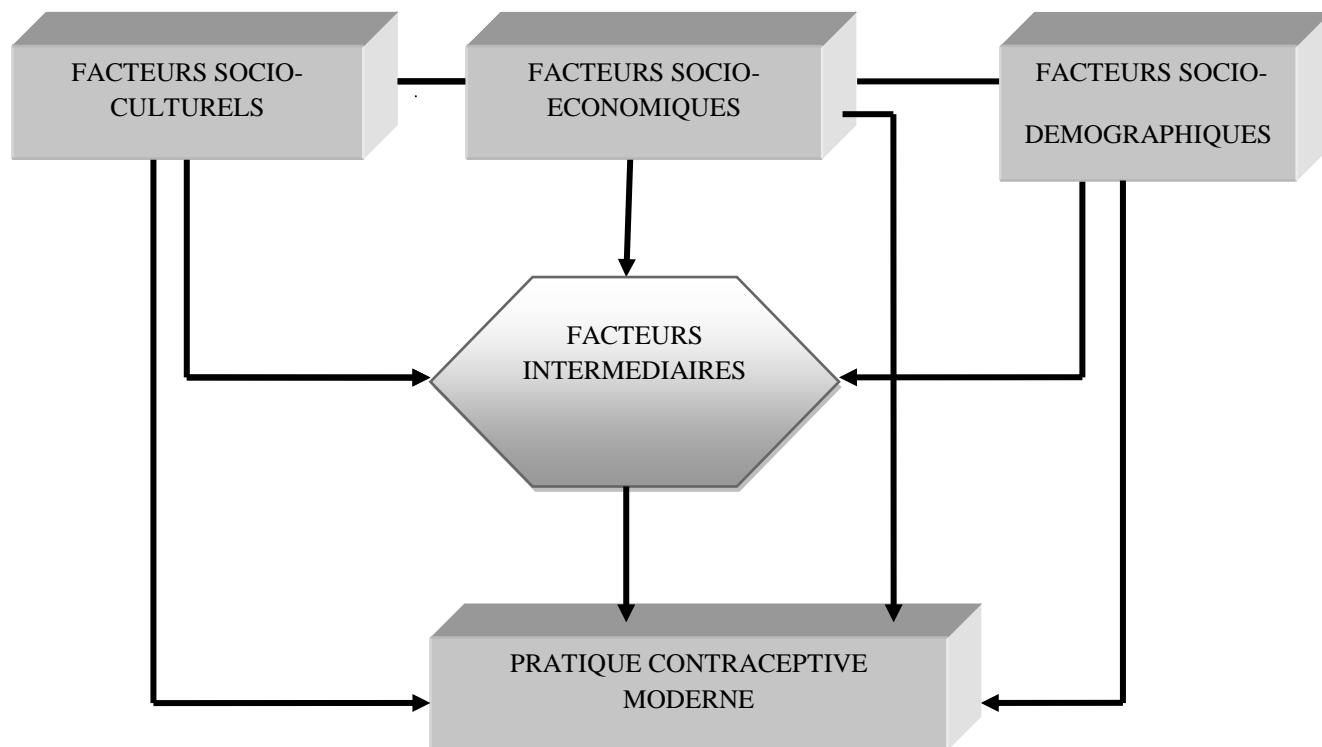 FACTEURS SOCIO-
CULTURELS
FACTEURS SOCIO-
ECONOMIQUES
FACTEURS SOCIO-
DEMOGRAPHIQUES
FACTEURS
INTERMEDIAIRES
PRATIQUE CONTRACEPTIVE
MODERNE